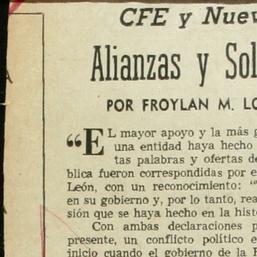 CFE y Nuev
Alianzas y Sol
POR FROYLAN M. LO
“EL mayor apoyo y la más g
una entidad haya hecho
tas palabras y ofertas de
blica fueron correspondidas por e
León, con un reconocimiento: “
en su gobierno y, por lo tanto, rea
sión que se haya hecho en la histo
Con ambas declaraciones p
presente, un conflicto político e
inicio cuando el gobierno de la R